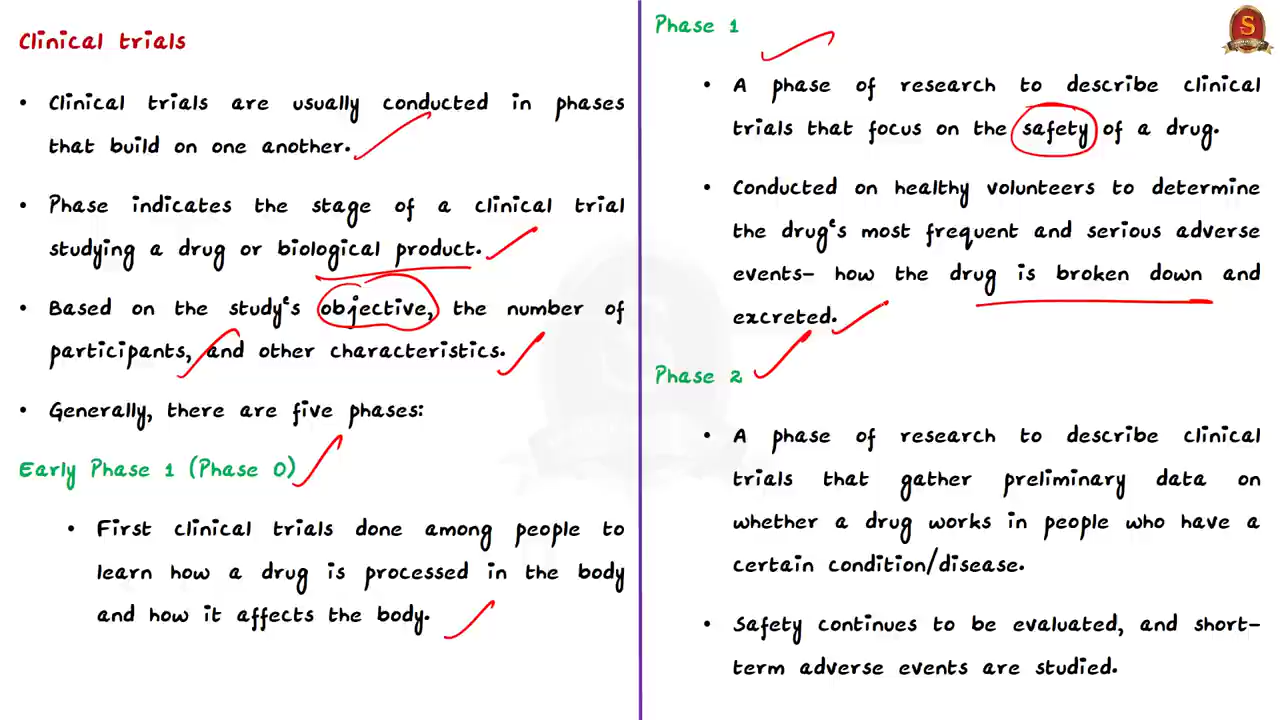 Clinical trials
• Clinical trials are usually conducted in phases
that build on one another.
• Phase indicates the stage of a clinical trial
studying a drug or biological product.
• Based on the study's objective, the number of
participants, and other characteristics.
• Generally, there are five phases:
Early Phase 1 (Phase 0)
• First clinical trials done among people to
learn how a drug is processed in the body
and how it affects the body.
Phase 1
• A phase of research to describe clinical
trials that focus on the safety of a drug.
• Conducted on healthy volunteers to determine
the drug's most frequent and serious adverse
events- how the drug is broken down and
excreted.
Phase 2
• A phase of research to describe clinical
trials that gather preliminary data on
whether a drug works in people who have a
certain condition/disease.
• Safety continues to be evaluated, and short-
term adverse events are studied.
S